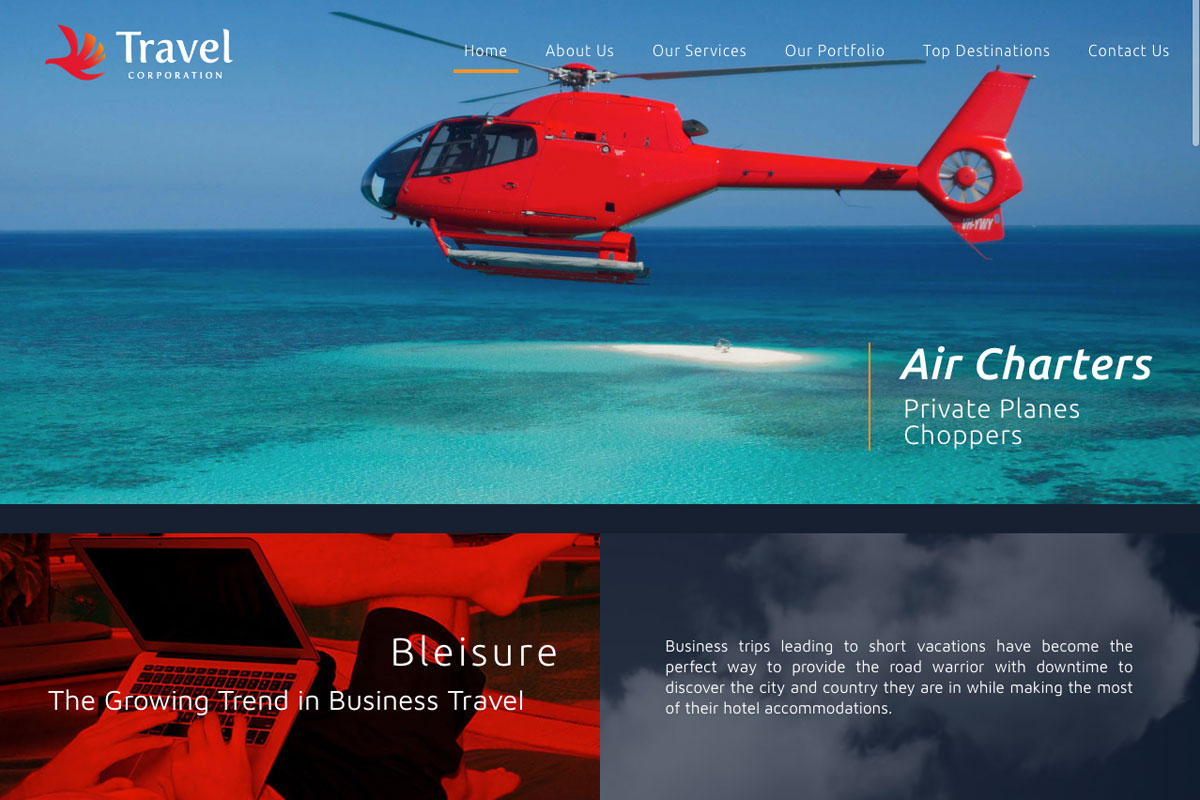 Travel
CORPORATION
Home About Us Our Services Our Portfolio Top Destinations Contact Us
VH-YWY
Air Charters
Private Planes
Choppers
Bleisure
The Growing Trend in Business Travel
Business trips leading to short vacations have become the
perfect way to provide the road warrior with downtime to
discover the city and country they are in while making the most
of their hotel accommodations.